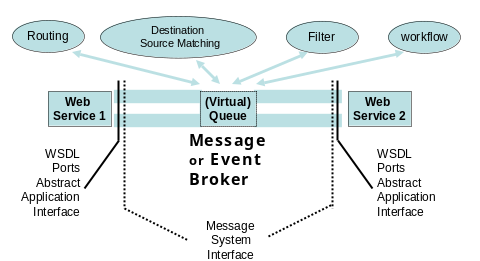 Routing
Destination
Source Matching
Filter
workflow
Web
Service 1
(Virtual)
Queue
Web
Service 2
Message
or Event
Broker
WSDL
Ports
Abstract
Application
Interface
WSDL
Ports
Abstract
Application
Interface
Message
System
Interface